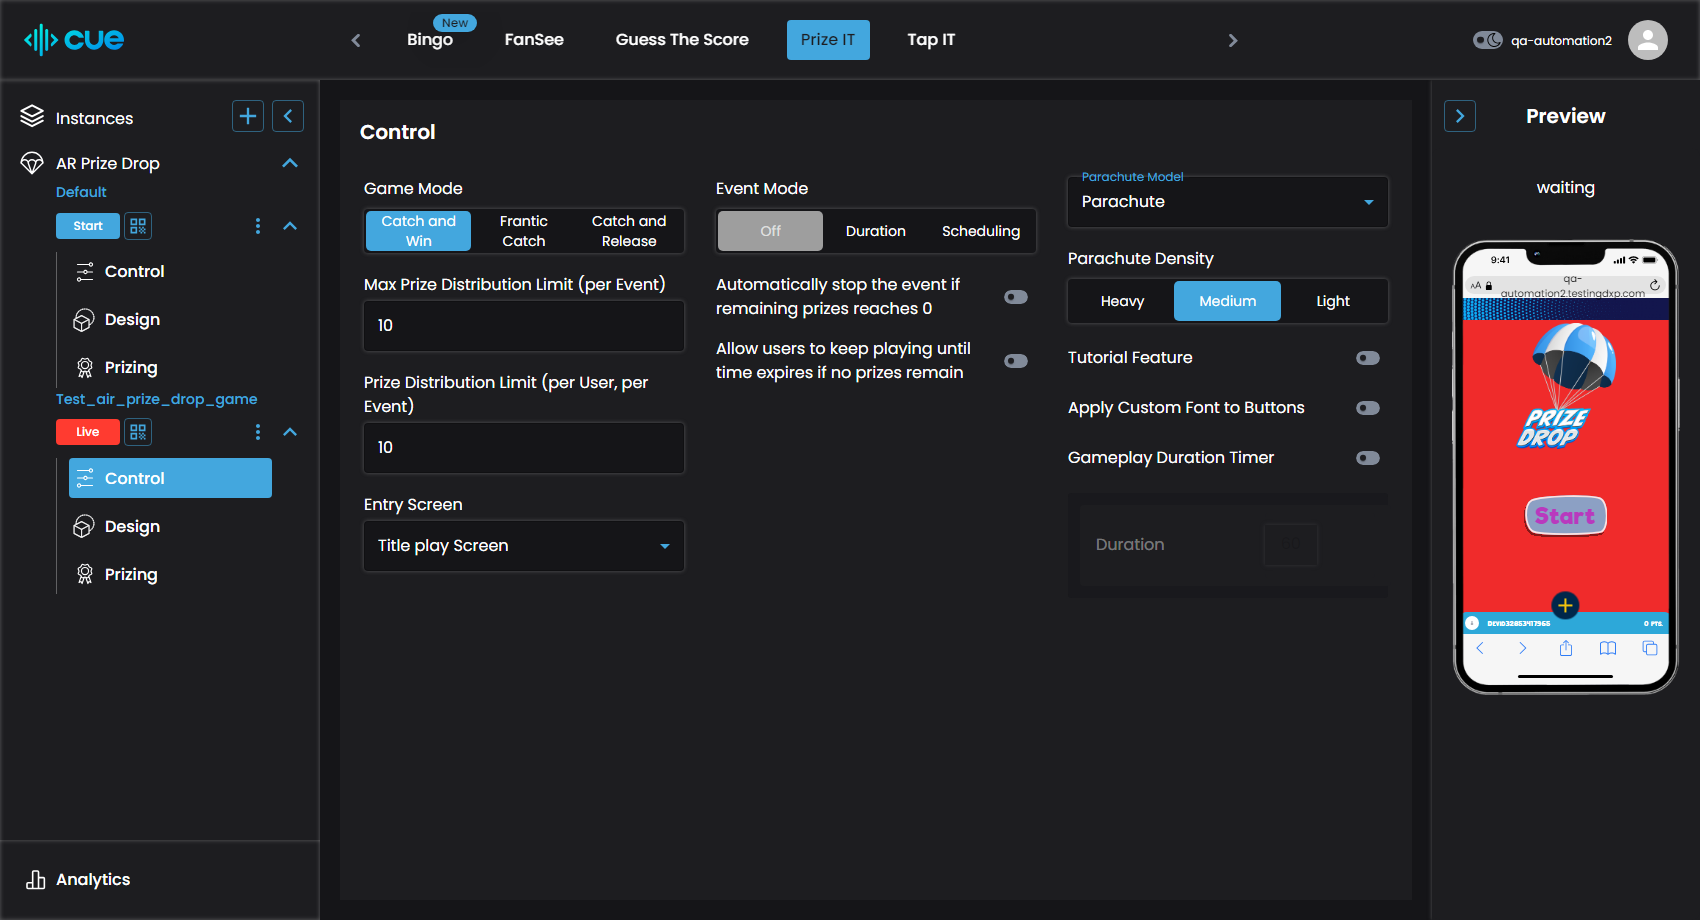 cue
New
Bingo
FanSee
Guess The Score
Prize IT
Tap IT
qa-automation2
Instances
AR Prize Drop
Default
Start
Control
Design
Prizing
Test_air_prize_drop_game
Live
Control
Design
Prizing
Analytics
Control
Game Mode
Catch and
Win
Frantic
Catch
Catch and
Release
Max Prize Distribution Limit (per Event)
10
Prize Distribution Limit (per User, per
Event)
10
Entry Screen
Title play Screen
Event Mode
Off
Duration
Scheduling
Automatically stop the event if
remaining prizes reaches 0
Allow users to keep playing until
time expires if no prizes remain
Parachute Model
Parachute
Parachute Density
Heavy
Medium
Light
Tutorial Feature
Apply Custom Font to Buttons
Gameplay Duration Timer
Duration
Preview
waiting
9:41
AA
qa-
automation2.testingdxp.com
PRIZE
DROP
Start
0 PTS.